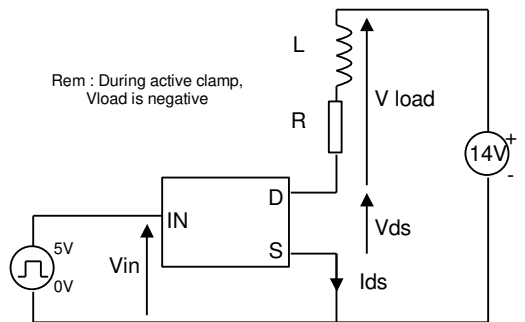 L
Rem : During active clamp,
Vload is negative
V load
R
14V
+
-
D
IN
Vds
S
5V
0V
Vin
Ids